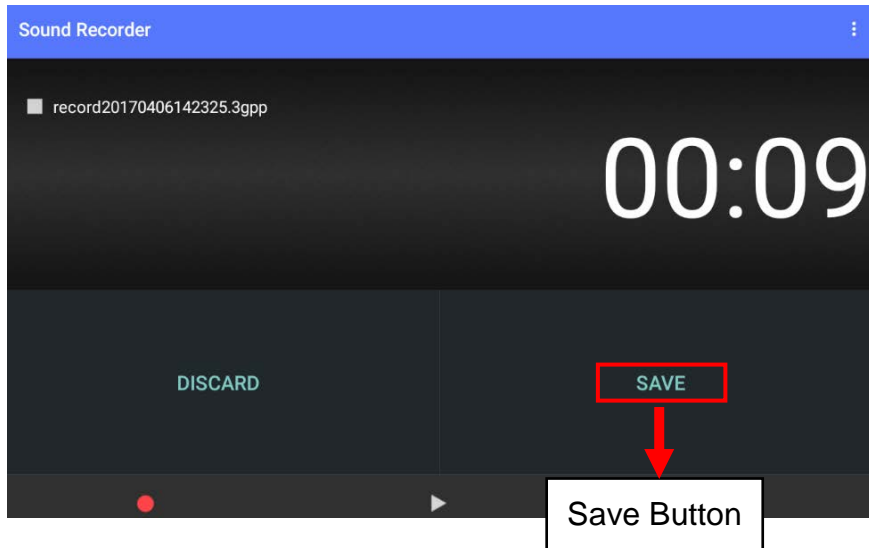 Sound Recorder
record20170406142325.3gpp
00:09
DISCARD
SAVE
Save Button